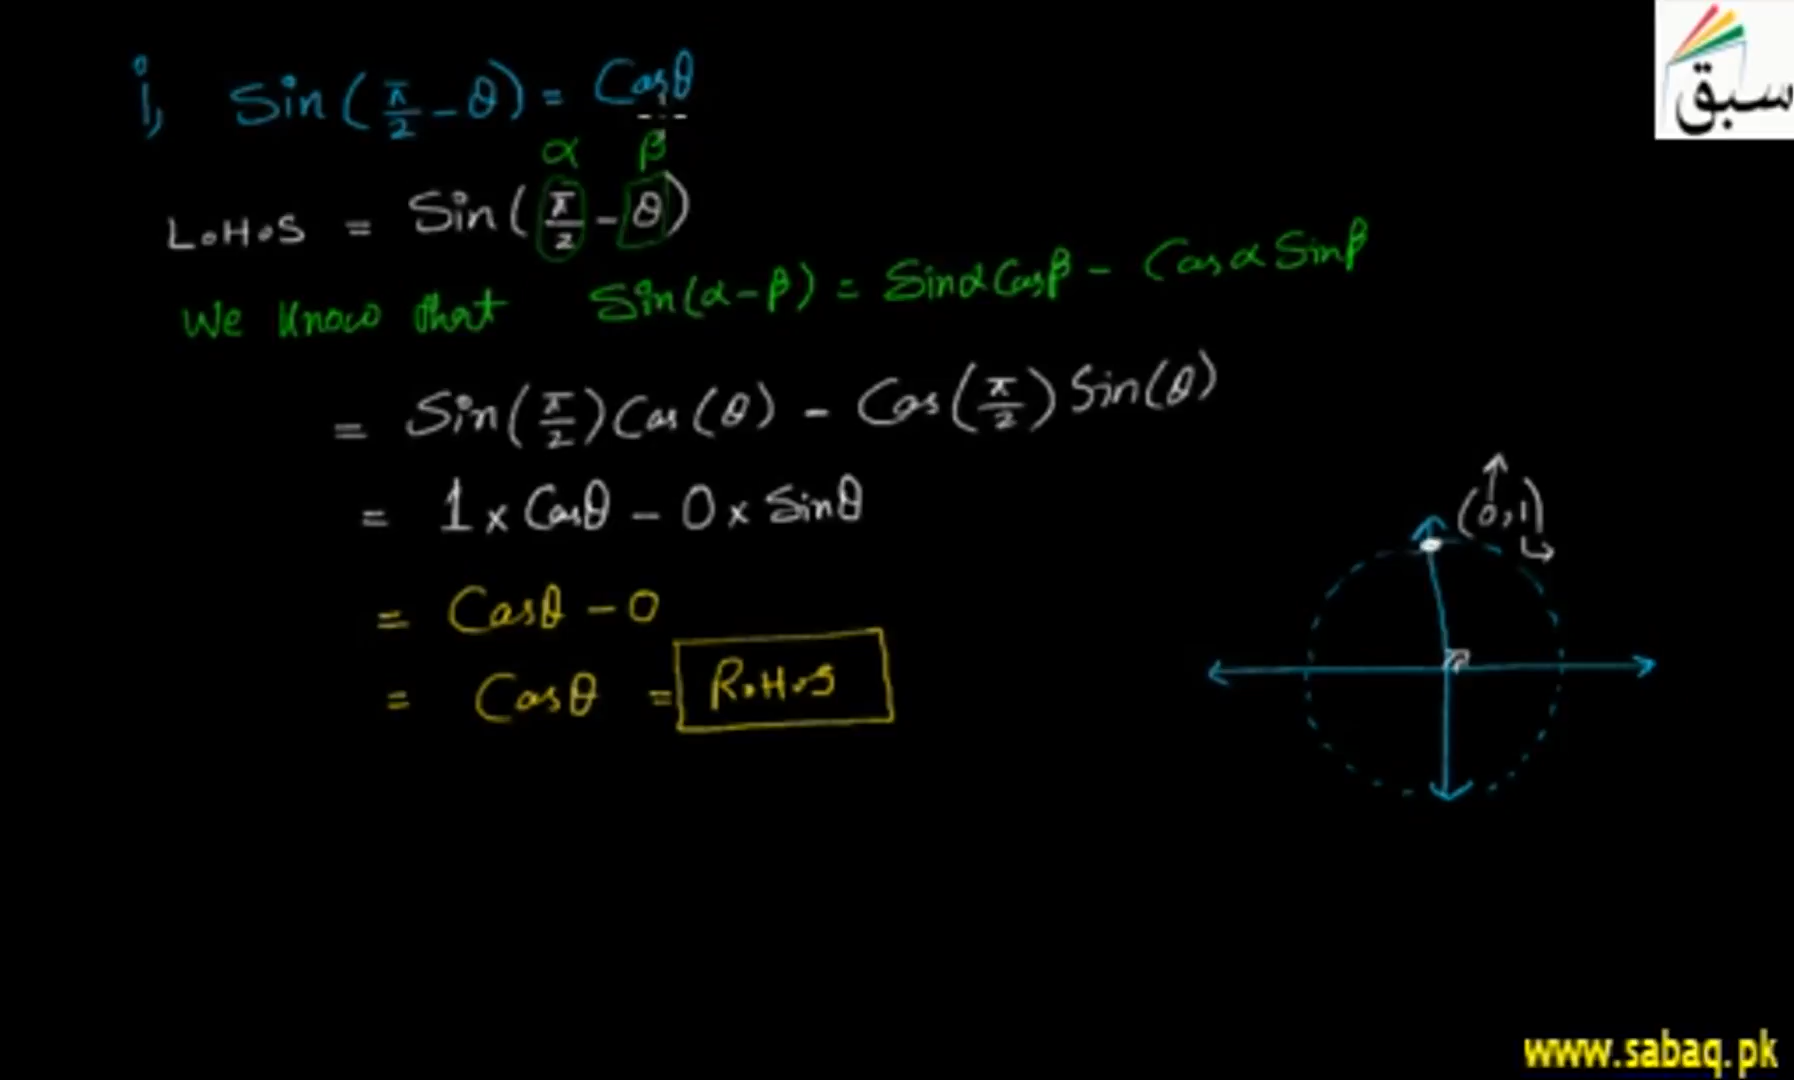 سبق
i, Sin(π/2 - θ) = Cosθ
α β
L.H.S = Sin(π/2 - θ)
We Know that Sin(α-β) = Sinα Cosβ - Cosα Sinβ
= Sin(π/2) Cos(θ) - Cos(π/2) Sin(θ)
= 1 x Cosθ - 0 x Sinθ
(0,1)
= Cosθ - 0
= Cosθ = R.H.S
www.sabaq.pk